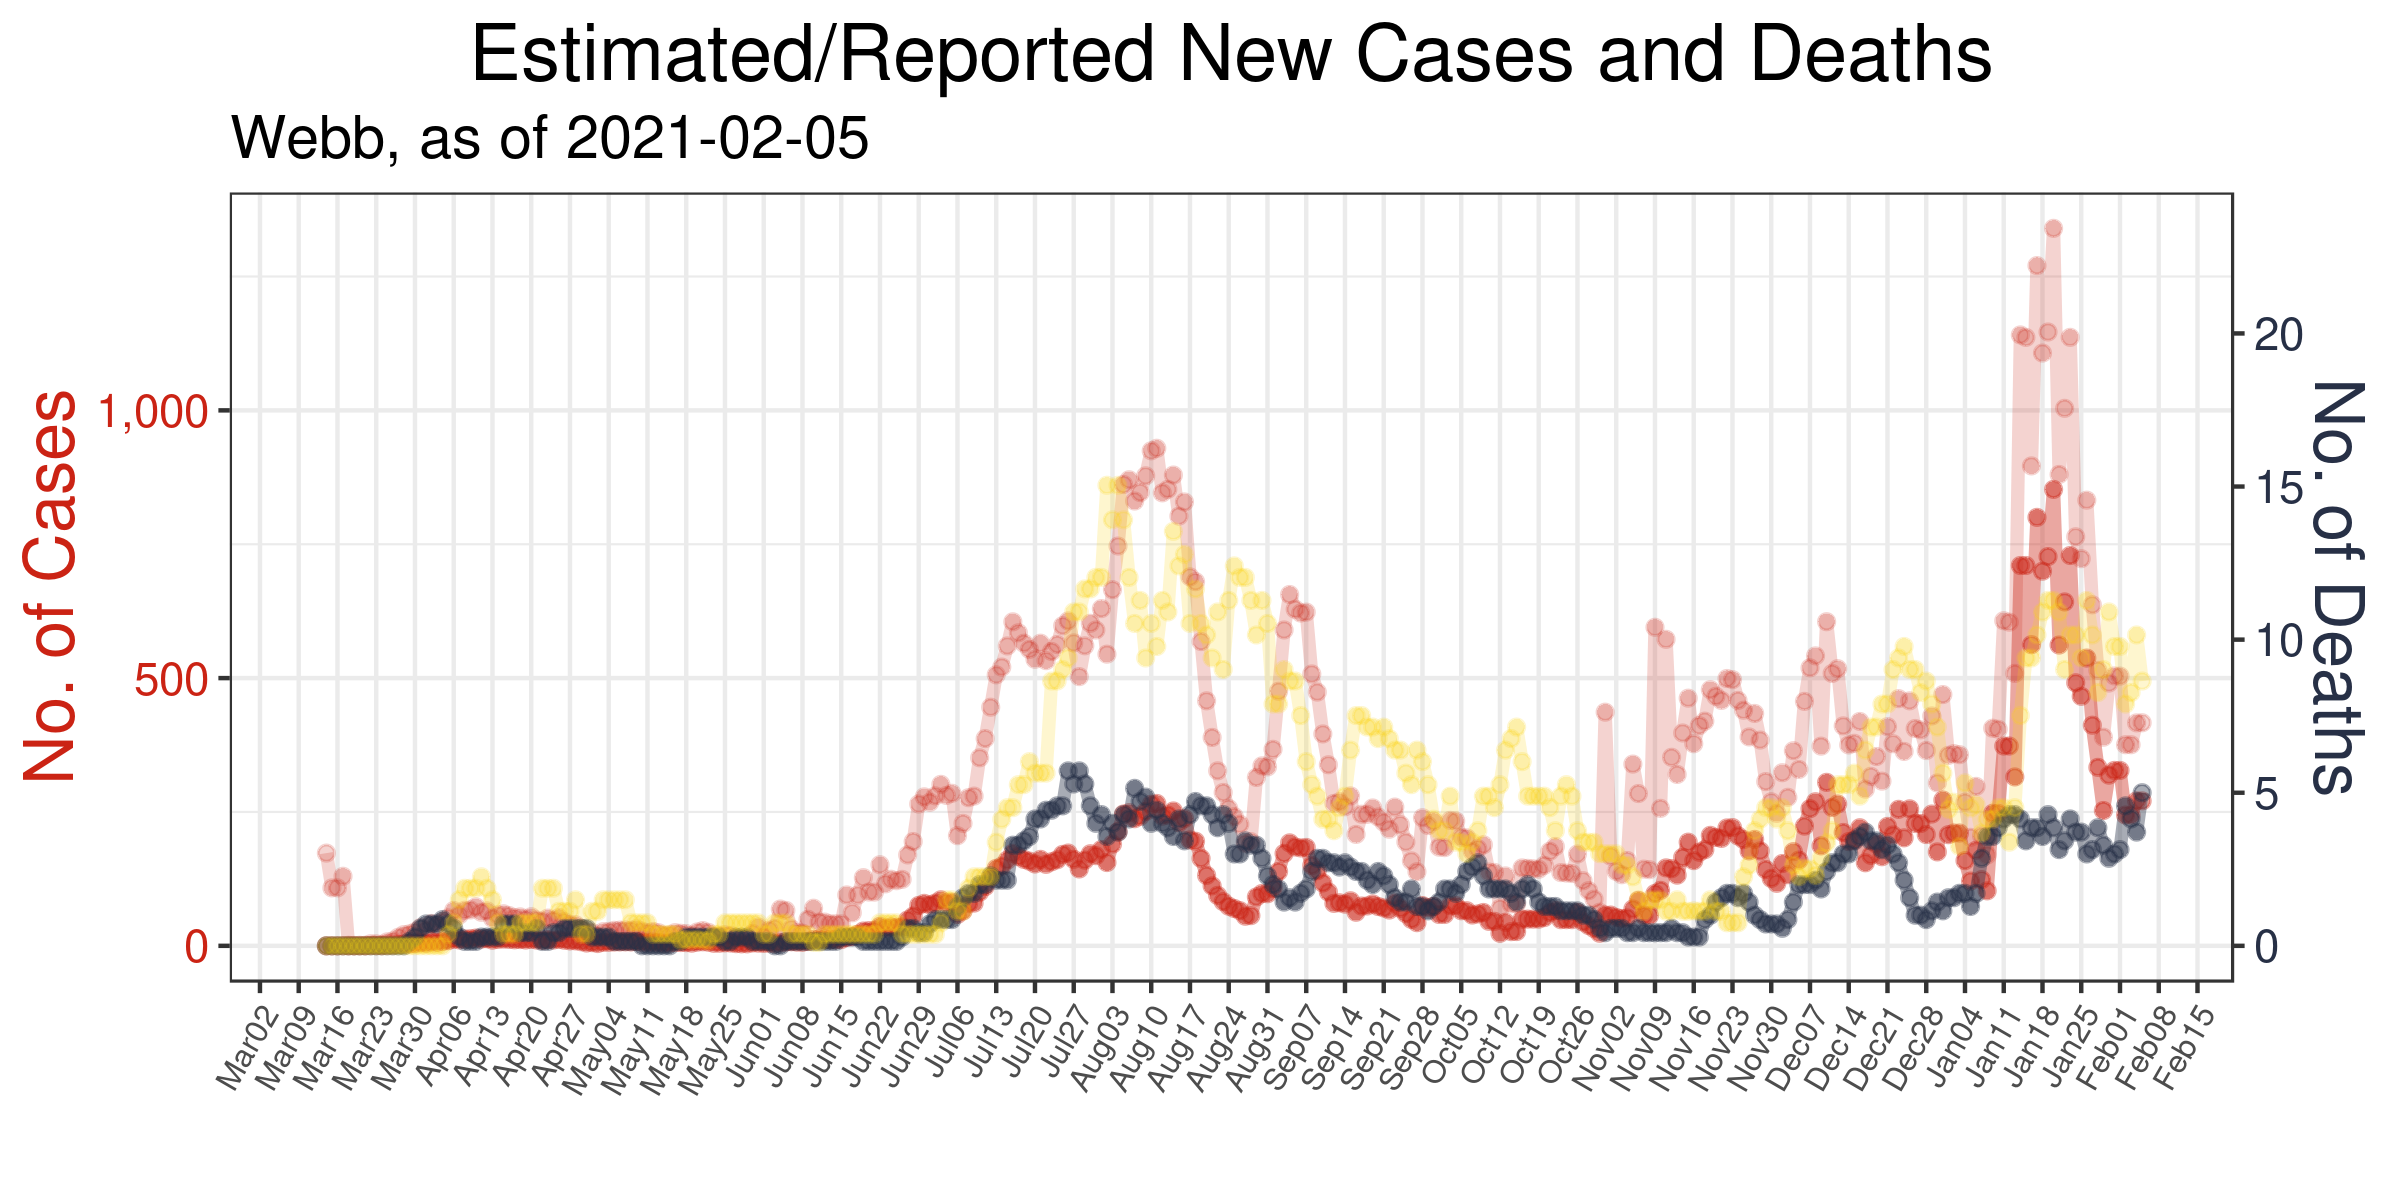 Estimated/Reported New Cases and Deaths
Webb, as of 2021-02-05
No. of Cases
1,000
500
0
20
15
10
5
0
No. of Deaths
Mar02
Mar09
Mar16
Mar23
Mar30
Apr06
Apr13
Apr20
Apr27
May04
May11
May18
May25
Jun01
Jun08
Jun15
Jun22
Jun29
Jul06
Jul13
Jul20
Jul27
Aug03
Aug10
Aug17
Aug24
Aug31
Sep07
Sep14
Sep21
Sep28
Oct05
Oct12
Oct19
Oct26
Nov02
Nov09
Nov16
Nov23
Nov30
Dec07
Dec14
Dec21
Dec28
Jan04
Jan11
Jan18
Jan25
Feb01
Feb08
Feb15